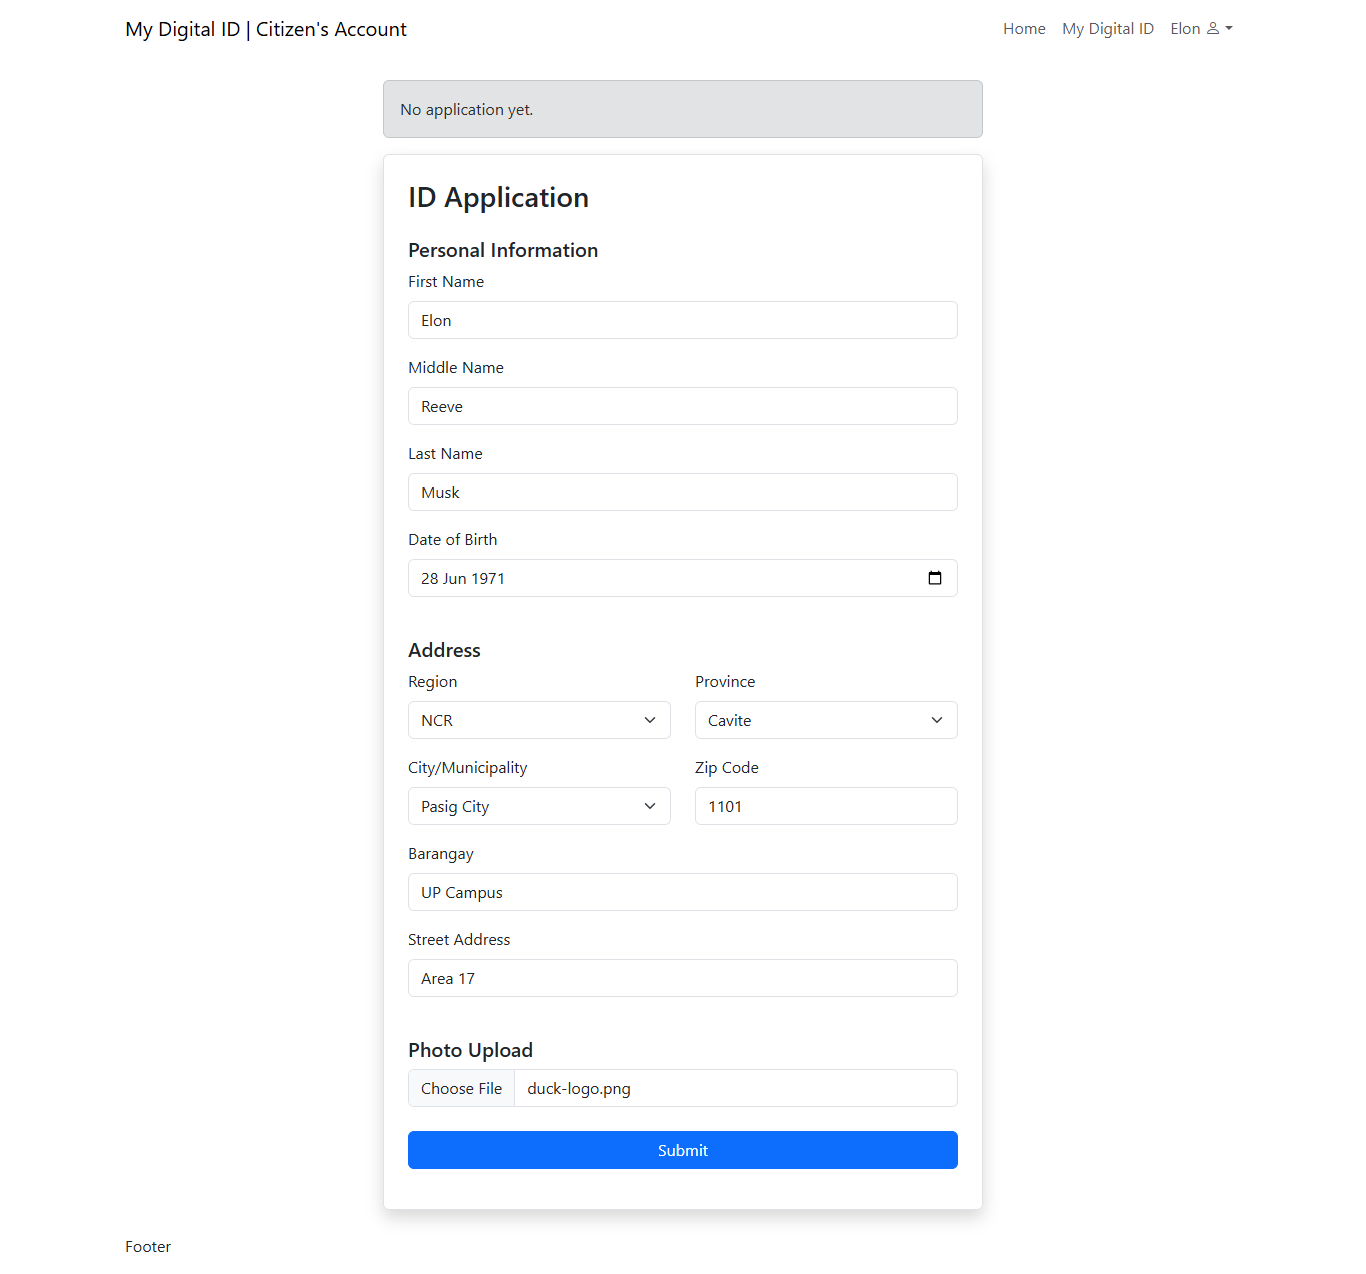 My Digital ID | Citizen's Account
Home My Digital ID Elon
No application yet.
ID Application
Personal Information
First Name
Elon
Middle Name
Reeve
Last Name
Musk
Date of Birth
28 Jun 1971
Address
Region Province
NCR Cavite
City/Municipality Zip Code
Pasig City 1101
Barangay
UP Campus
Street Address
Area 17
Photo Upload
Choose File duck-logo.png
Submit
Footer